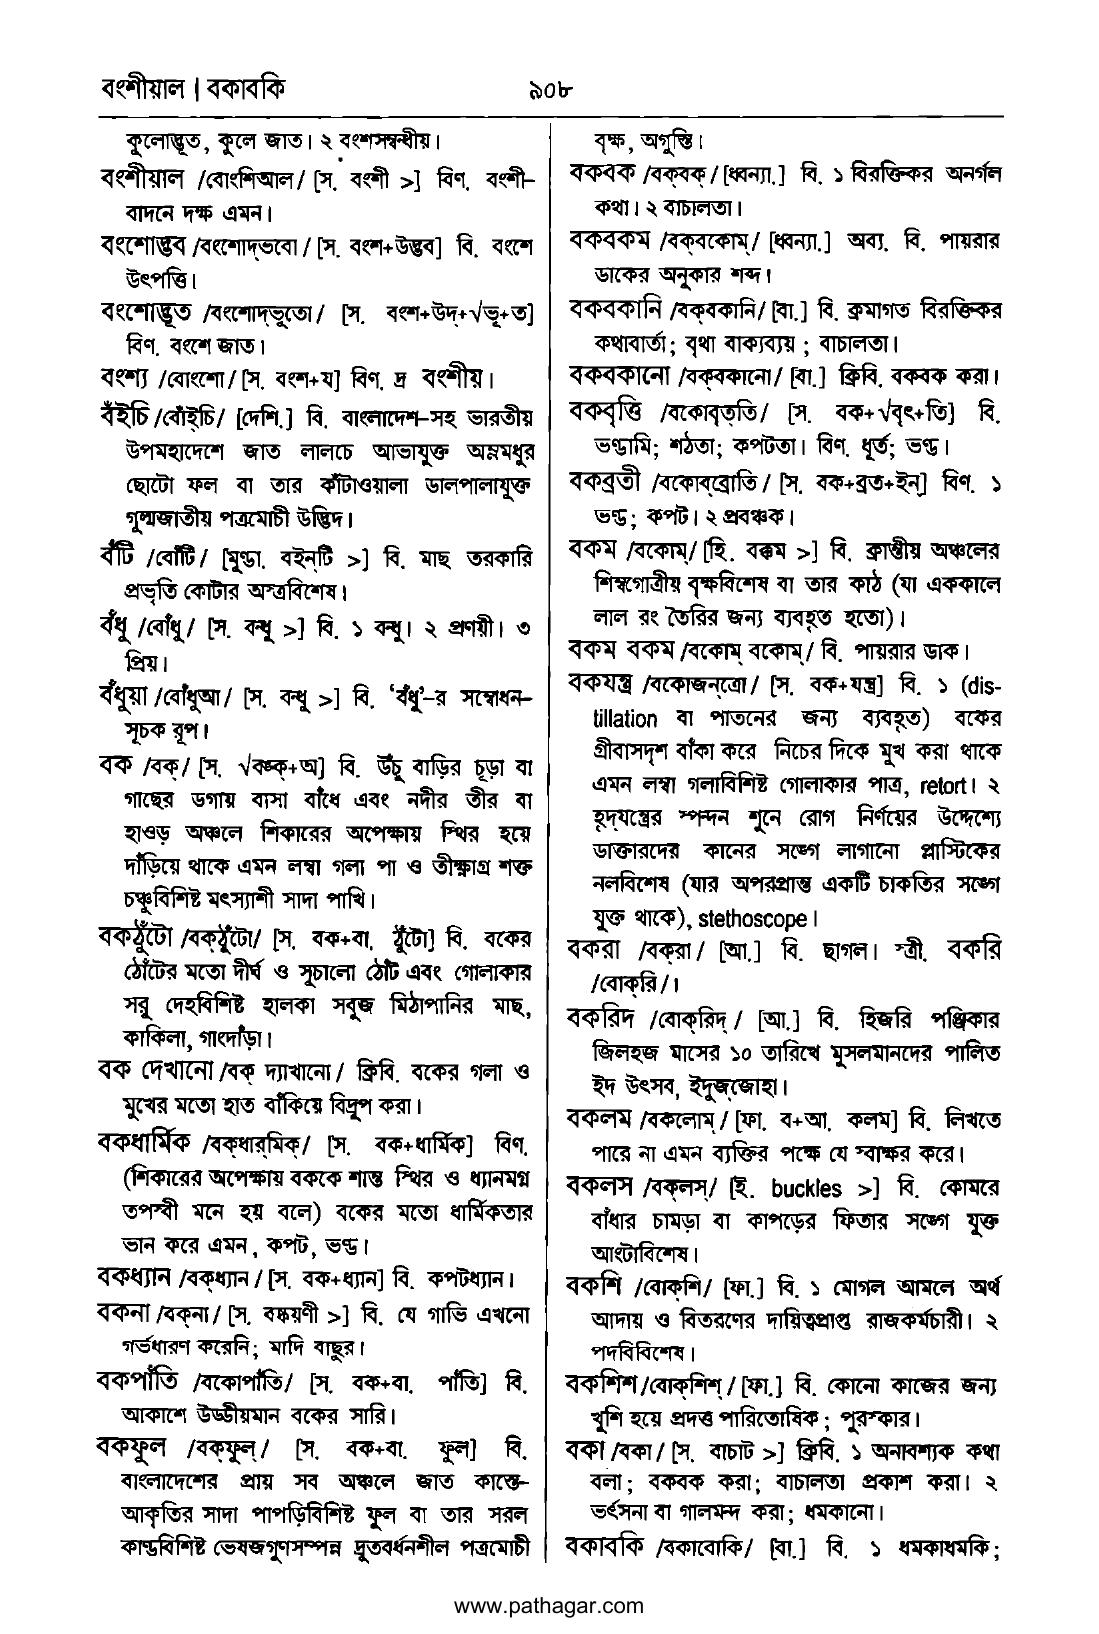 বংশীয়াল | বকাবকি
৯০৮
কুলোদ্ভূত, কুলে জাত। ২ বংশসম্বন্ধীয়।
বংশীয়াল /বোংশিআল/ [স. বংশী >] বিণ. বংশী-
বাদনে দক্ষ এমন।
বংশোদ্ভব /বংশোদ্‌ভবো/ [স. বংশ+উদ্ভব] বি. বংশে
উৎপত্তি।
বংশোদ্ভূত /বংশোদ্‌ভূতো/ [স. বংশ+উদ্‌+√ভূ+ত]
বিণ. বংশে জাত।
বংশ্য /বোংশো/ [স. বংশ+য] বিণ. দ্র বংশীয়।
বঁইচি /বোঁইচি/ [দেশি.] বি. বাংলাদেশ-সহ ভারতীয়
উপমহাদেশে জাত লালচে আভাযুক্ত অম্লমধুর
ছোটো ফল বা তার কাঁটাওয়ালা ডালপালাযুক্ত
গুল্মজাতীয় পত্রমোচী উদ্ভিদ।
বঁটি /বোঁটি/ [মুন্ডা. বইন্‌টি >] বি. মাছ তরকারি
প্রভৃতি কোটার অস্ত্রবিশেষ।
বঁধু /বোঁধু/ [স. বন্ধু >] বি. ১ বন্ধু। ২ প্রণয়ী। ৩
প্রিয়।
বঁধুয়া /বোঁধুআ/ [স. বন্ধু >] বি. ‘বঁধু’-র সম্বোধন-
সূচক রূপ।
বক /বক্‌/ [স. √বঙ্ক্‌+অ] বি. উঁচু বাড়ির চূড়া বা
গাছের ডগায় বাসা বাঁধে এবং নদীর তীর বা
হাওড় অঞ্চলে শিকারের অপেক্ষায় স্থির হয়ে
দাঁড়িয়ে থাকে এমন লম্বা গলা পা ও তীক্ষ্ণাগ্র শক্ত
চঞ্চুবিশিষ্ট মৎস্যাশী সাদা পাখি।
বকঠুঁটো /বক্‌ঠুঁটো/ [স. বক+বা. ঠুঁটো] বি. বকের
ঠোঁটের মতো দীর্ঘ ও সূচালো ঠোঁট এবং গোলাকার
সরু দেহবিশিষ্ট হালকা সবুজ মিঠাপানির মাছ,
কাকিলা, গাংদাঁড়া।
বক দেখানো /বক্‌ দ্যাখানো/ ক্রিবি. বকের গলা ও
মুখের মতো হাত বাঁকিয়ে বিদ্রুপ করা।
বকধার্মিক /বক্‌ধার্‌মিক্‌/ [স. বক+ধার্মিক] বিণ.
(শিকারের অপেক্ষায় বককে শান্ত স্থির ও ধ্যানমগ্ন
তপস্বী মনে হয় বলে) বকের মতো ধার্মিকতার
ভান করে এমন, কপট, ভণ্ড।
বকধ্যান /বক্‌ধ্যান/ [স. বক+ধ্যান] বি. কপটধ্যান।
বকনা /বক্‌না/ [স. বষ্কয়ণী >] বি. যে গাভি এখনো
গর্ভধারণ করেনি; মাদি বাছুর।
বকপাঁতি /বকোপাঁতি/ [স. বক+বা. পাঁতি] বি.
আকাশে উড্ডীয়মান বকের সারি।
বকফুল /বক্‌ফুল্‌/ [স. বক+বা. ফুল] বি.
বাংলাদেশের প্রায় সব অঞ্চলে জাত কাস্তে-
আকৃতির সাদা পাপড়িবিশিষ্ট ফুল বা তার সরল
কাণ্ডবিশিষ্ট ভেষজগুণসম্পন্ন দ্রুতবর্ধনশীল পত্রমোচী
বৃক্ষ, অগুস্তি।
বকবক /বক্‌বক্‌/ [ধ্বন্যা.] বি. ১ বিরক্তিকর অনর্গল
কথা। ২ বাচালতা।
বকবকম /বক্‌বকোম্‌/ [ধ্বন্যা.] অব্য. বি. পায়রার
ডাকের অনুকার শব্দ।
বকবকানি /বক্‌বকানি/ [বা.] বি. ক্রমাগত বিরক্তিকর
কথাবার্তা; বৃথা বাক্যব্যয়; বাচালতা।
বকবকানো /বক্‌বকানো/ [বা.] ক্রিবি. বকবক করা।
বকবৃত্তি /বকোবৃত্‌তি/ [স. বক+√বৃৎ+তি] বি.
ভণ্ডামি; শঠতা; কপটতা। বিণ. ধূর্ত; ভণ্ড।
বকব্রতী /বকোব্‌ব্রোতি/ [স. বক+ব্রত+ইন্‌] বিণ. ১
ভণ্ড; কপট। ২ প্রবঞ্চক।
বকম /বকোম্‌/ [হি. বক্কম >] বি. ক্রান্তীয় অঞ্চলের
শিম্বগোত্রীয় বৃক্ষবিশেষ বা তার কাঠ (যা এককালে
লাল রং তৈরির জন্য ব্যবহৃত হতো)।
বকম বকম /বকোম্‌ বকোম্‌/ বি. পায়রার ডাক।
বকযন্ত্র /বকোজন্‌ত্রো/ [স. বক+যন্ত্র] বি. ১ (dis-
tillation বা পাতনের জন্য ব্যবহৃত) বকের
গ্রীবাসদৃশ বাঁকা করে নিচের দিকে মুখ করা থাকে
এমন লম্বা গলাবিশিষ্ট গোলাকার পাত্র, retort। ২
হৃদ্‌যন্ত্রের স্পন্দন শুনে রোগ নির্ণয়ের উদ্দেশ্যে
ডাক্তারদের কানের সঙ্গে লাগানো প্লাস্টিকের
নলবিশেষ (যার অপরপ্রান্ত একটি চাকতির সঙ্গে
যুক্ত থাকে), stethoscope।
বকরা /বক্‌রা/ [আ.] বি. ছাগল। স্ত্রী. বকরি
/বোক্‌রি/।
বকরিদ /বোক্‌রিদ্‌/ [আ.] বি. হিজরি পঞ্জিকার
জিলহজ মাসের ১০ তারিখে মুসলমানদের পালিত
ইদ উৎসব, ইদুজ্জোহা।
বকলম /বকলোম্‌/ [ফা. ব+আ. কলম] বি. লিখতে
পারে না এমন ব্যক্তির পক্ষে যে স্বাক্ষর করে।
বকলস /বক্‌লস্‌/ [ই. buckles >] বি. কোমরে
বাঁধার চামড়া বা কাপড়ের ফিতার সঙ্গে যুক্ত
আংটাবিশেষ।
বকশি /বোক্‌শি/ [ফা.] বি. ১ মোগল আমলে অর্থ
আদায় ও বিতরণের দায়িত্বপ্রাপ্ত রাজকর্মচারী। ২
পদবিবিশেষ।
বকশিশ /বোক্‌শিশ্‌/ [ফা.] বি. কোনো কাজের জন্য
খুশি হয়ে প্রদত্ত পারিতোষিক; পুরস্কার।
বকা /বকা/ [স. বাচাট >] ক্রিবি. ১ অনাবশ্যক কথা
বলা; বকবক করা; বাচালতা প্রকাশ করা। ২
ভর্ৎসনা বা গালমন্দ করা; ধমকানো।
বকাবকি /বকাবোকি/ [বা.] বি. ১ ধমকাধমকি;
www.pathagar.com